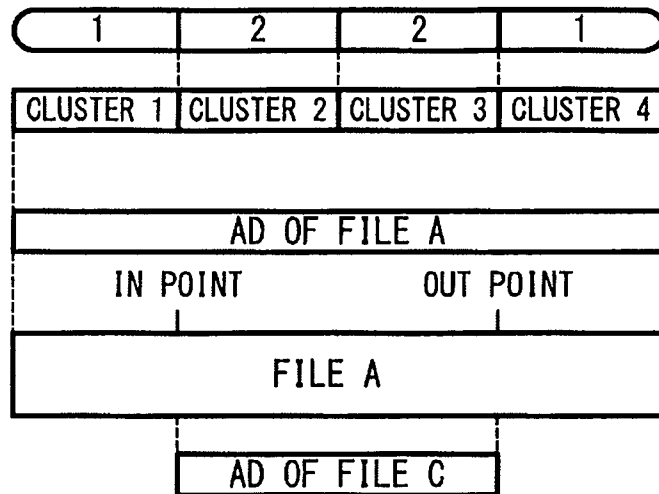 1 2 2 1
CLUSTER 1 CLUSTER 2 CLUSTER 3 CLUSTER 4
AD OF FILE A
IN POINT OUT POINT
FILE A
AD OF FILE C